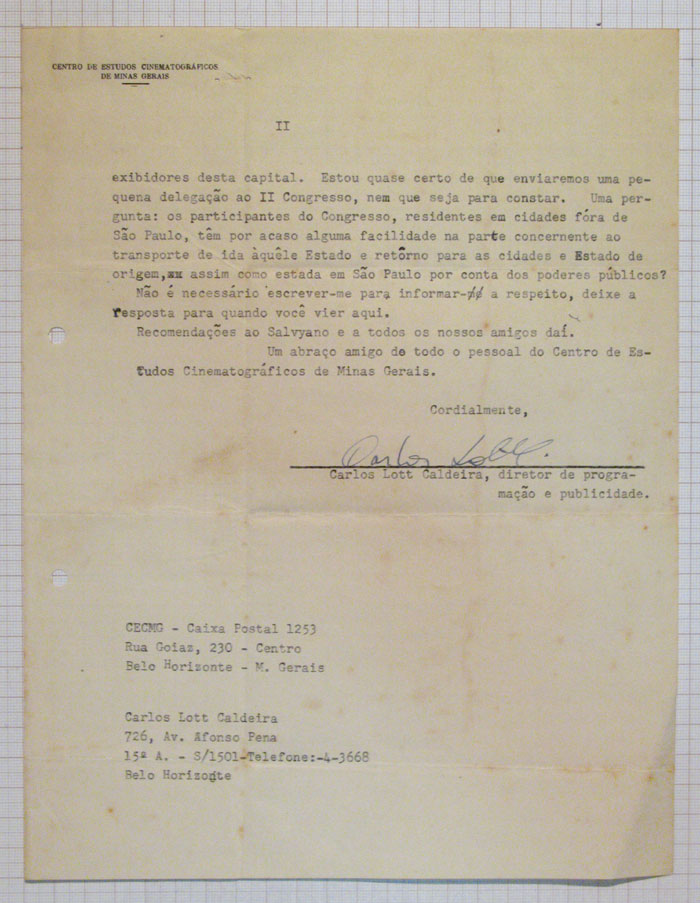 CENTRO DE ESTUDOS CINEMATOGRÁFICOS
DE MINAS GERAIS
II
exibidores desta capital. Estou quase certo de que enviaremos uma pe-
quena delegação ao II Congresso, nem que seja para constar. Uma per-
gunta: os participantes do Congresso, residentes em cidades fóra de
São Paulo, têm por acaso alguma facilidade na parte concernente ao
transporte de ida àquêle Estado e retôrno para as cidades e Estado de
origem,xx assim como estada em São Paulo por conta dos poderes públicos?
Não é necessário escrever-me para informar- a respeito, deixe a
resposta para quando você vier aqui.
Recomendações ao Salvyano e a todos os nossos amigos daí.
Um abraço amigo de todo o pessoal do Centro de Es-
tudos Cinematográficos de Minas Gerais.
Cordialmente,
Carlos Lott
Carlos Lott Caldeira, diretor de progra-
mação e publicidade.
CECMG - Caixa Postal 1253
Rua Goiaz, 230 - Centro
Belo Horizonte - M. Gerais
Carlos Lott Caldeira
726, Av. Afonso Pena
15º A. - S/1501-Telefone:-4-3668
Belo Horizonte